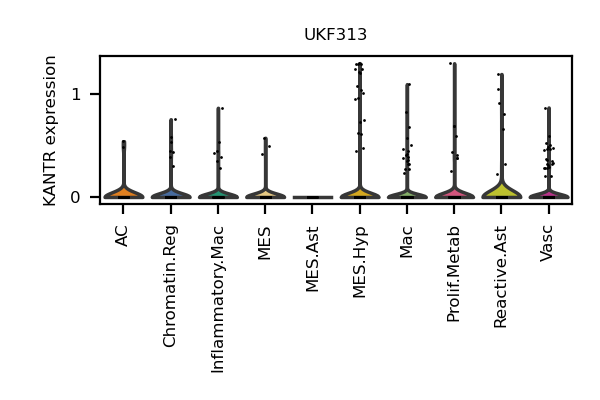 UKF313
KANTR expression
1
0
AC
Chromatin.Reg
Inflammatory.Mac
MES
MES.Ast
MES.Hyp
Mac
Prolif.Metab
Reactive.Ast
Vasc